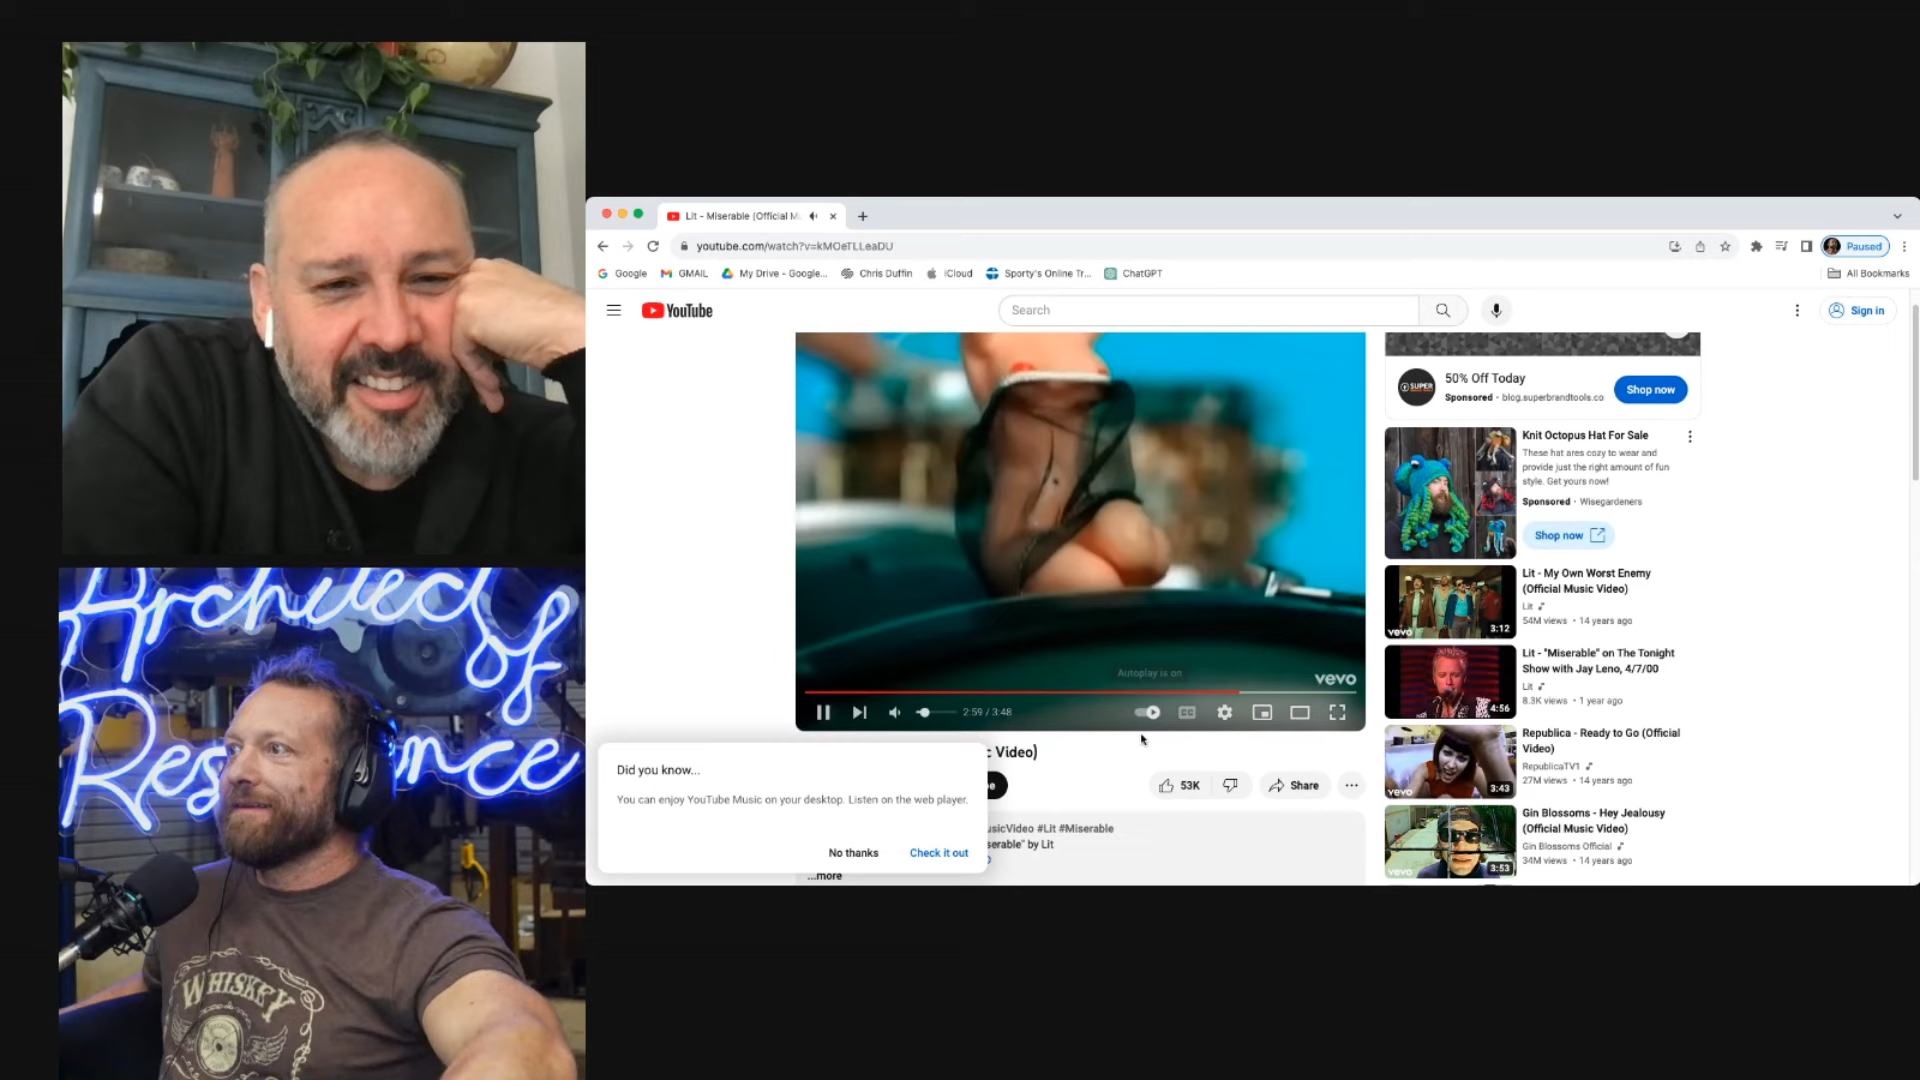 Architect Of
Res nce
WHISKEY
Lit - Miserable (Official M
youtube.com/watch?v=kMOeTLLeaDU
Paused
Google
GMAIL
My Drive - Google...
Chris Duffin
iCloud
Sporty's Online Tr...
ChatGPT
All Bookmarks
YouTube
Search
Sign in
Autoplay is on
vevo
2:59 / 3:48
c Video)
53K
Share
Did you know...
You can enjoy YouTube Music on your desktop. Listen on the web player.
No thanks
Check it out
usicVideo #Lit #Miserable
serable" by Lit
...more
SUPER
50% Off Today
Sponsored · blog.superbrandtools.co
Shop now
Knit Octopus Hat For Sale
These hat ares cozy to wear and
provide just the right amount of fun
style. Get yours now!
Sponsored · Wisegardeners
Shop now
vevo
3:12
Lit - My Own Worst Enemy
(Official Music Video)
Lit
54M views · 14 years ago
4:56
Lit - "Miserable" on The Tonight
Show with Jay Leno, 4/7/00
Lit
8.3K views · 1 year ago
3:43
Republica - Ready to Go (Official
Video)
RepublicaTV1
27M views · 14 years ago
vevo
3:53
Gin Blossoms - Hey Jealousy
(Official Music Video)
Gin Blossoms Official
34M views · 14 years ago